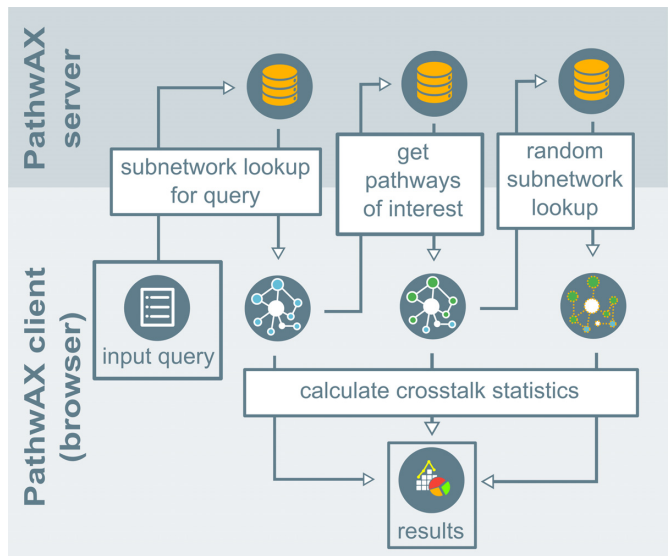 PathwAX
server
subnetwork lookup
for query
get
pathways
of interest
random
subnetwork
lookup
PathwAX client
(browser)
input query
calculate crosstalk statistics
results